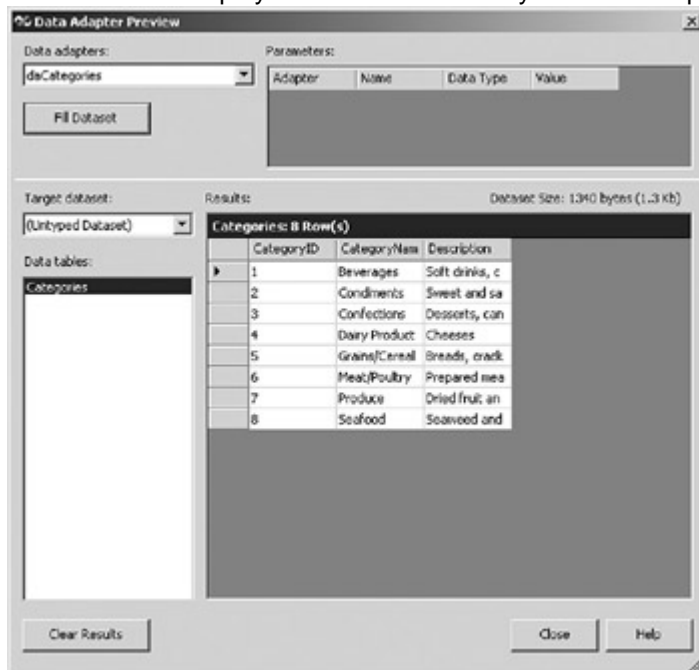 Data Adapter Preview
Data adapters:
daCategories
Fill Dataset
Parameters:
Adapter Name Data Type Value
Target dataset:
(Untyped Dataset)
Data tables:
Categories
Results:
Dataset Size: 1340 bytes (1.3 Kb)
Categories: 8 Row(s)
CategoryID CategoryNam Description
1 Beverages Soft drinks, c
2 Condiments Sweet and sa
3 Confections Desserts, can
4 Dairy Product Cheeses
5 Grains/Cereal Breads, crack
6 Meat/Poultry Prepared mea
7 Produce Dried fruit an
8 Seafood Seaweed and
Clear Results
Close
Help